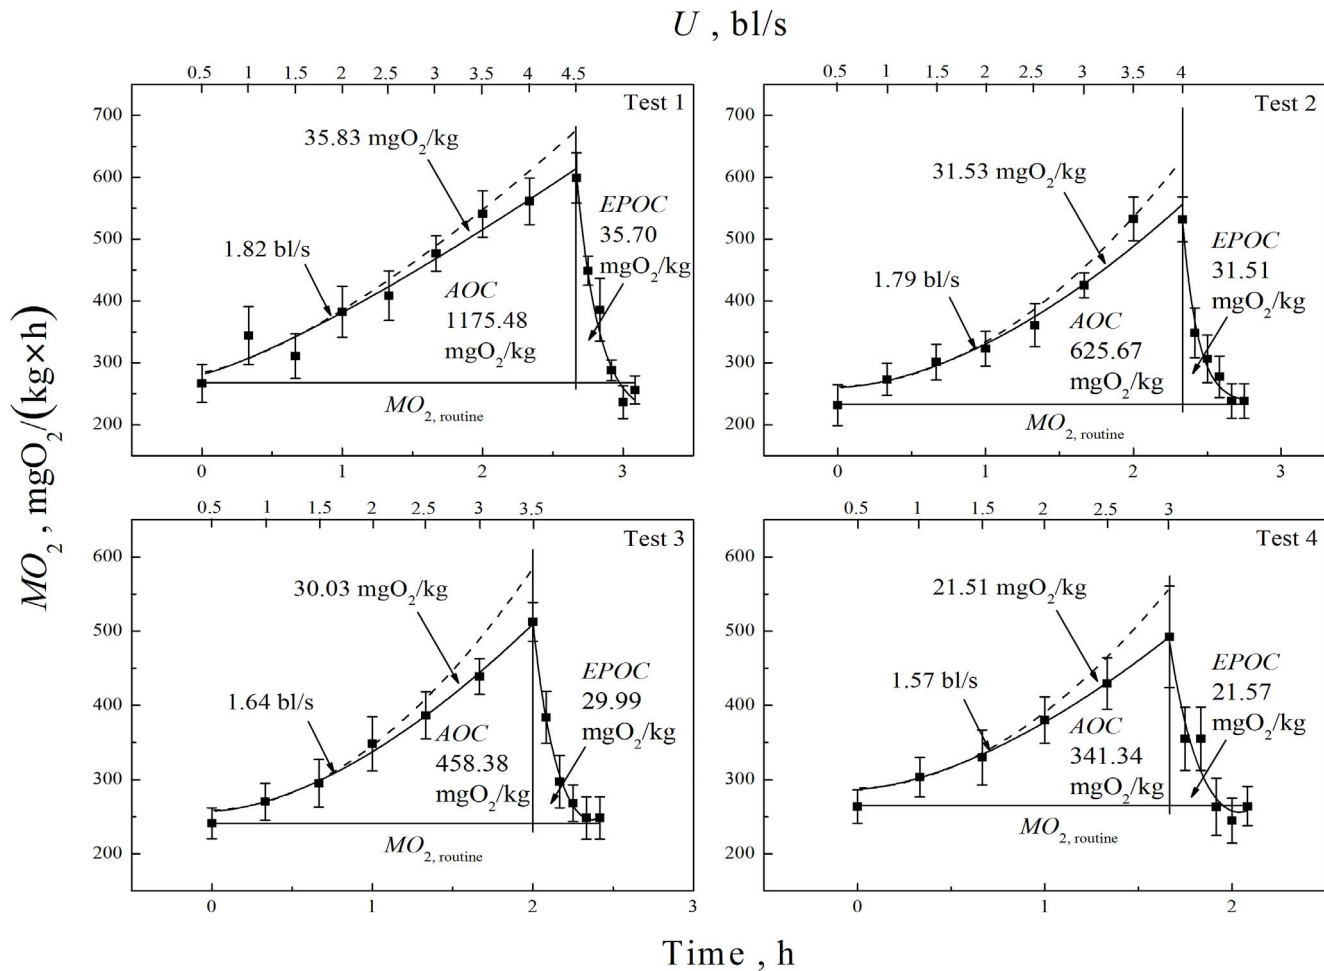 U , bl/s
0.5 1 1.5 2 2.5 3 3.5 4 4.5
Test 1
700
600
500
400
300
200
35.83 mgO₂/kg
1.82 bl/s
EPOC
35.70
mgO₂/kg
AOC
1175.48
mgO₂/kg
MO₂, routine
0 1 2 3
0.5 1 1.5 2 2.5 3 3.5 4
Test 2
700
600
500
400
300
200
31.53 mgO₂/kg
1.79 bl/s
EPOC
31.51
mgO₂/kg
AOC
625.67
mgO₂/kg
MO₂, routine
0 1 2 3
MO₂ , mgO₂/(kg×h)
0.5 1 1.5 2 2.5 3 3.5
Test 3
600
500
400
300
200
30.03 mgO₂/kg
1.64 bl/s
EPOC
29.99
mgO₂/kg
AOC
458.38
mgO₂/kg
MO₂, routine
0 1 2 3
0.5 1 1.5 2 2.5 3
Test 4
600
500
400
300
200
21.51 mgO₂/kg
1.57 bl/s
EPOC
21.57
mgO₂/kg
AOC
341.34
mgO₂/kg
MO₂, routine
0 1 2
Time , h